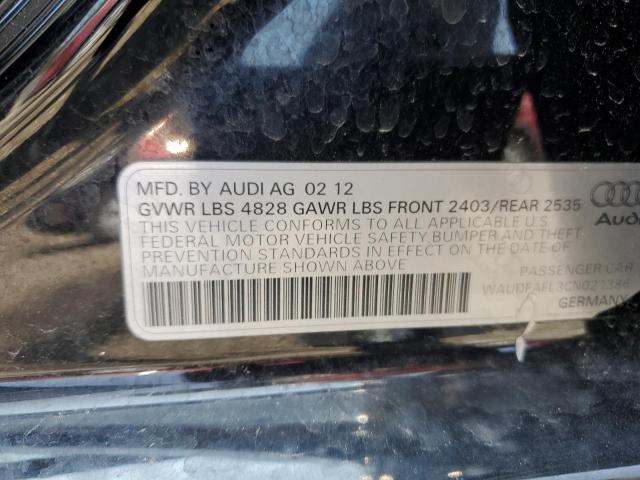 MFD. BY AUDI AG 02 12
GVWR LBS 4828 GAWR LBS FRONT 2403/REAR 2535
THIS VEHICLE CONFORMS TO ALL APPLICABLE U.S.
FEDERAL MOTOR VEHICLE SAFETY, BUMPER AND THEFT
PREVENTION STANDARDS IN EFFECT ON THE DATE OF
MANUFACTURE SHOWN ABOVE
Audi
PASSENGER CAR
WAUDFAFL3CN021386
GERMANY